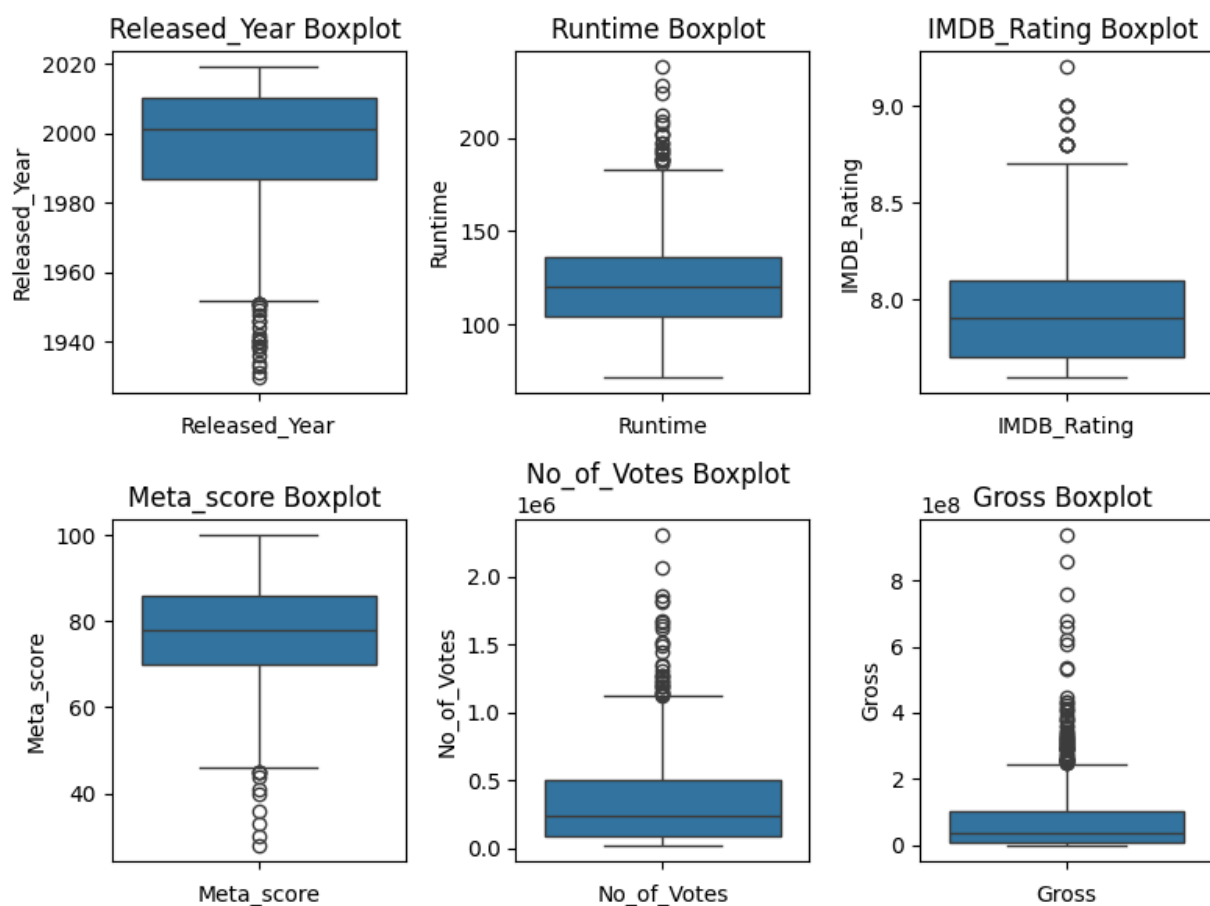 Released_Year Boxplot
Released_Year
2020
2000
1980
1960
1940
Released_Year
Runtime Boxplot
Runtime
200
150
100
Runtime
IMDB_Rating Boxplot
IMDB_Rating
9.0
8.5
8.0
IMDB_Rating
Meta_score Boxplot
Meta_score
100
80
60
40
Meta_score
No_of_Votes Boxplot
1e6
No_of_Votes
2.0
1.5
1.0
0.5
0.0
No_of_Votes
Gross Boxplot
1e8
Gross
8
6
4
2
0
Gross